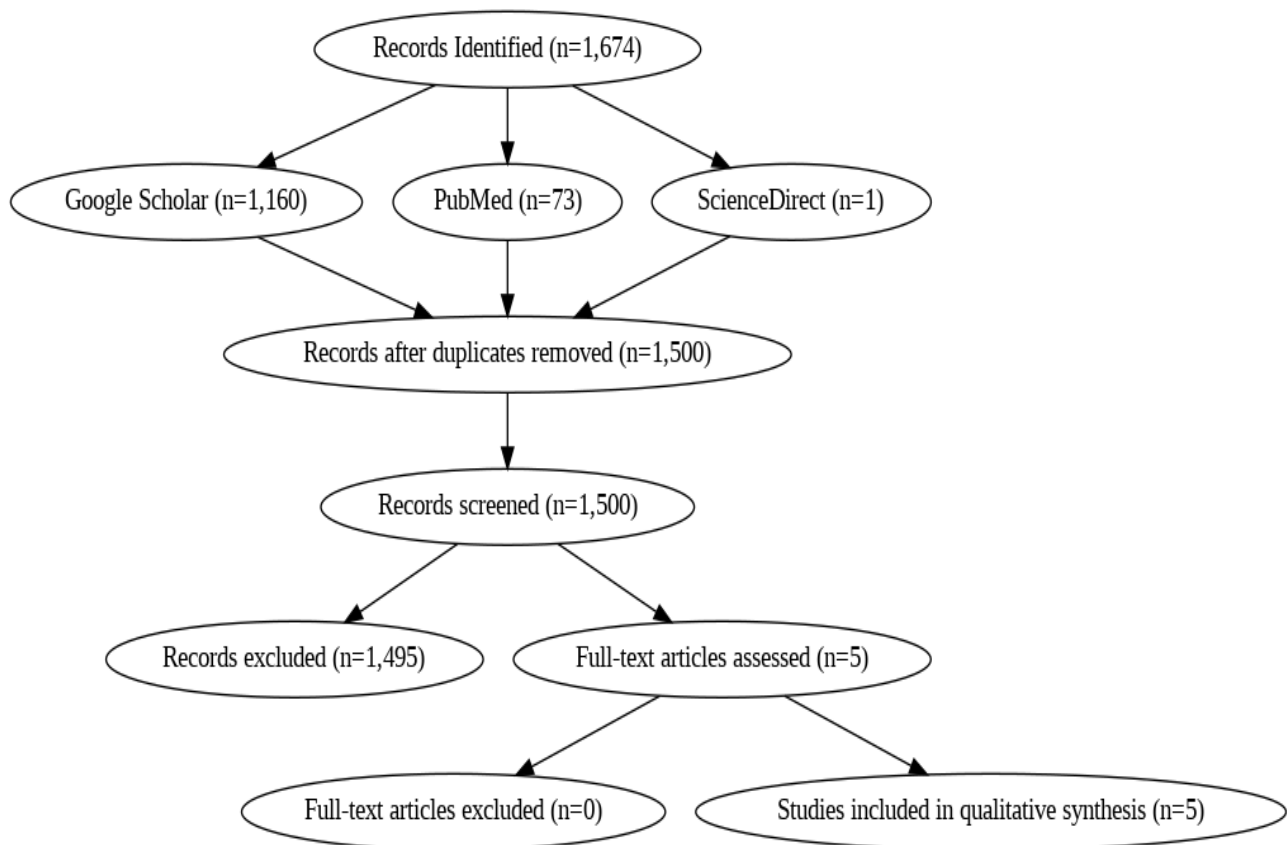 Records Identified (n=1,674)
Google Scholar (n=1,160)
PubMed (n=73)
ScienceDirect (n=1)
Records after duplicates removed (n=1,500)
Records screened (n=1,500)
Records excluded (n=1,495)
Full-text articles assessed (n=5)
Full-text articles excluded (n=0)
Studies included in qualitative synthesis (n=5)